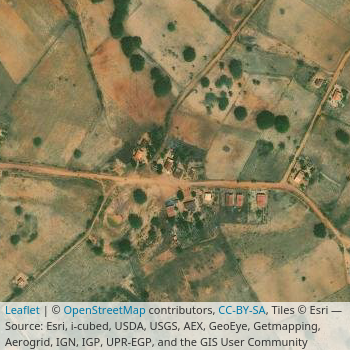 Leaflet | © OpenStreetMap contributors, CC-BY-SA, Tiles © Esri —
Source: Esri, i-cubed, USDA, USGS, AEX, GeoEye, Getmapping,
Aerogrid, IGN, IGP, UPR-EGP, and the GIS User Community